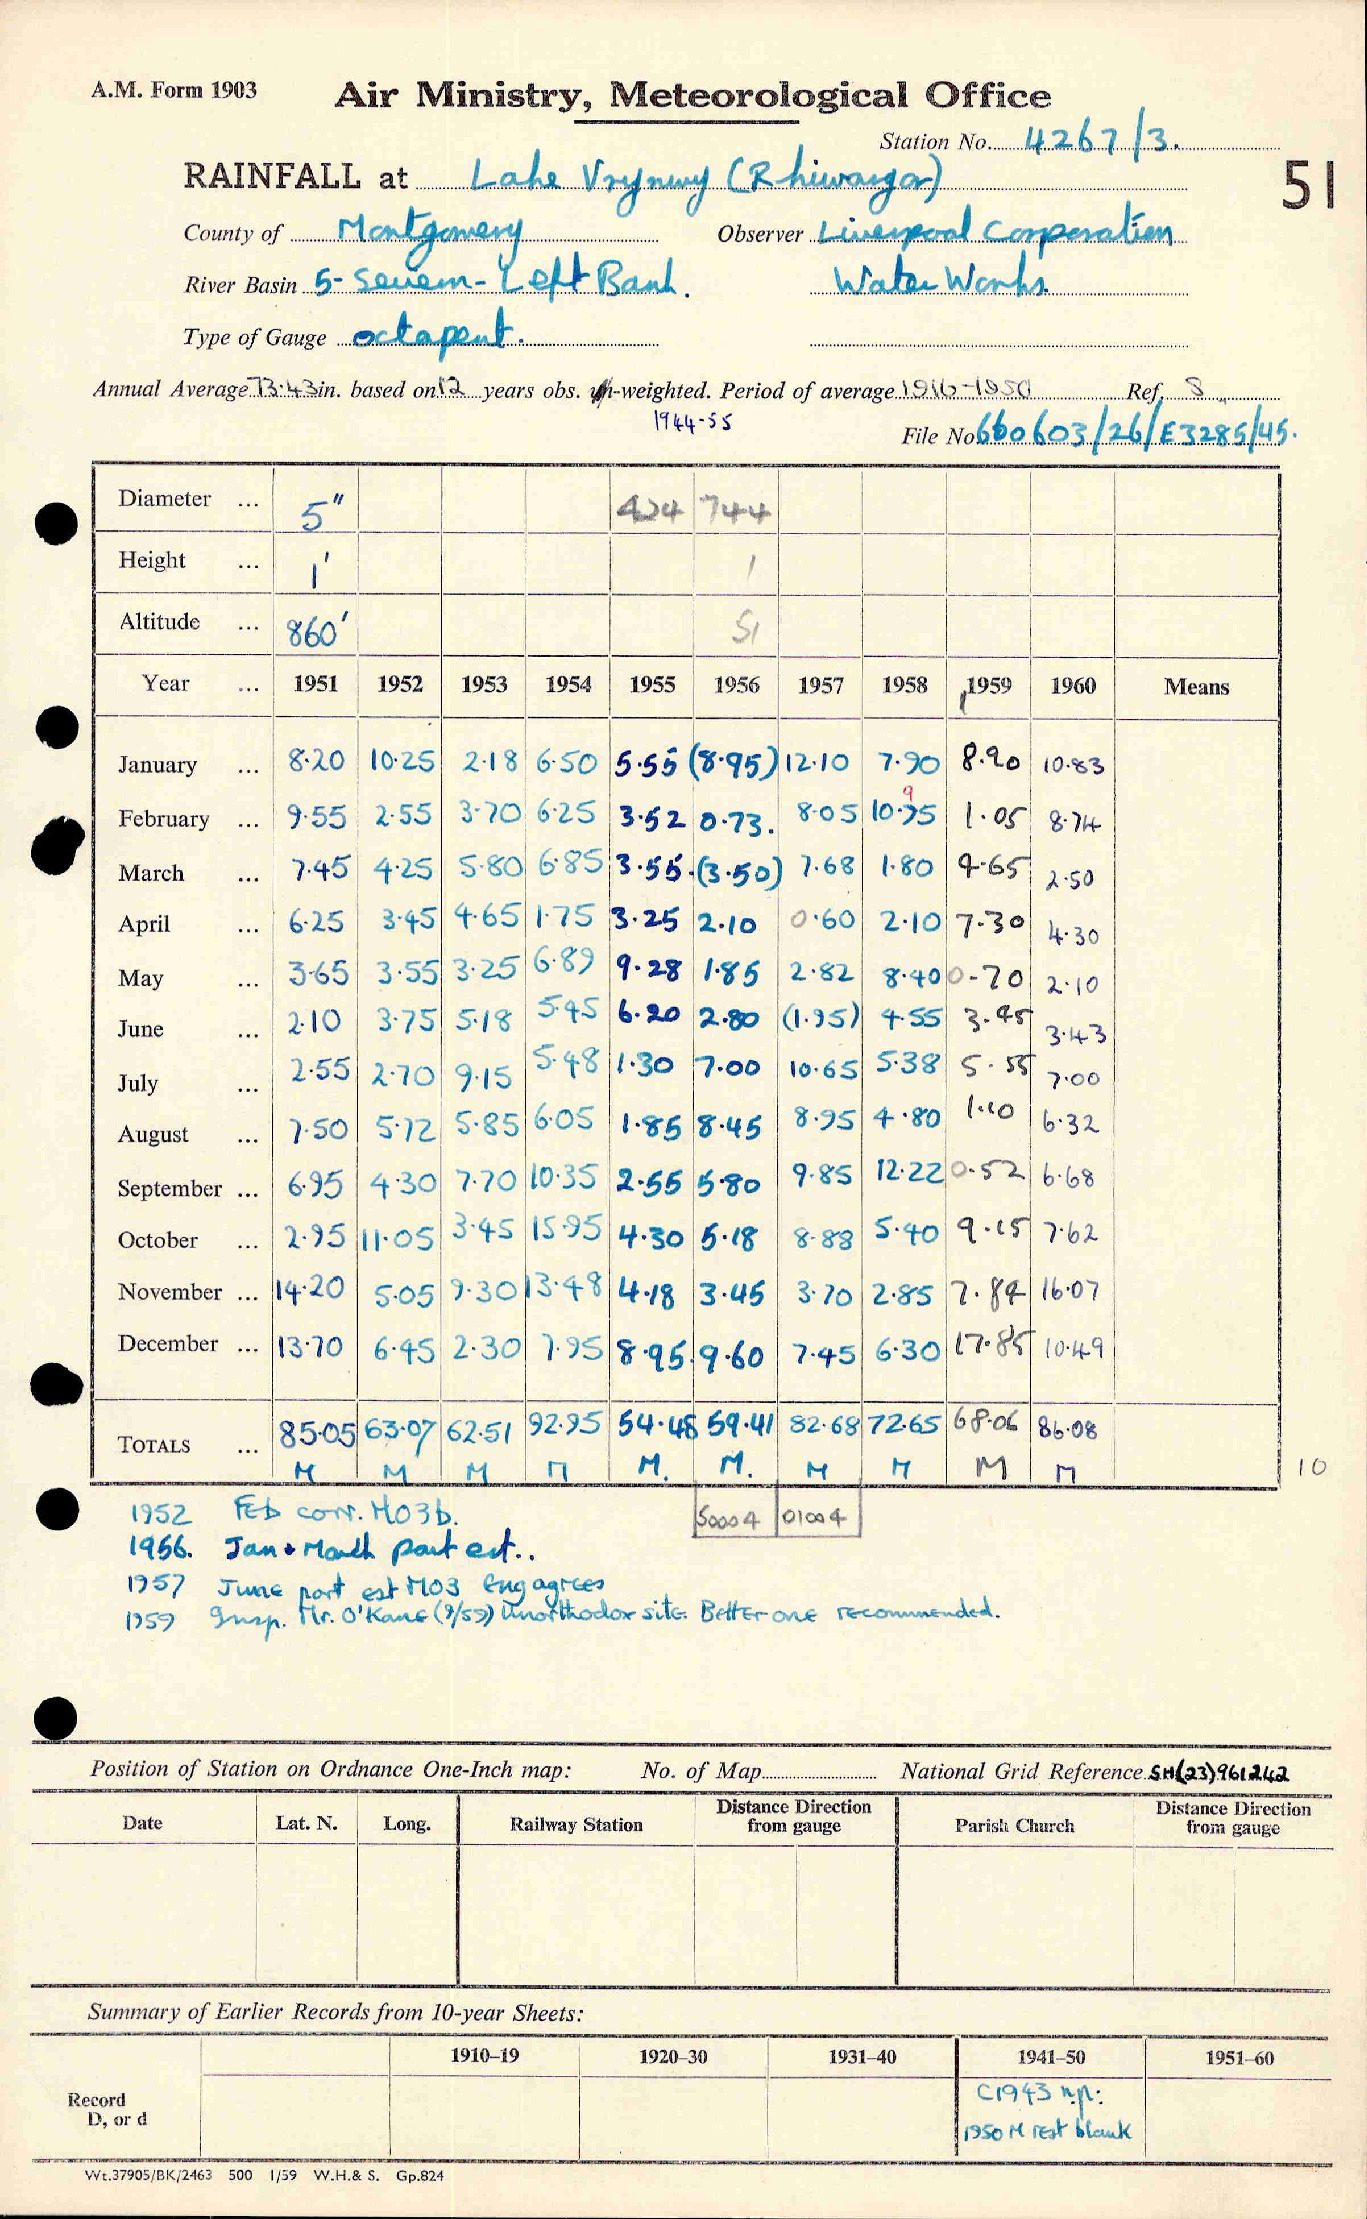 A.M. Form 1903 Air Ministry, Meteorological Office
Station No. 4267/3.
RAINFALL at Lake Vrynwy (Rhiwargor) 51
County of Montgomery Observer Liverpool Corporation
River Basin 5- Severn - Left Bank. Water Works.
Type of Gauge octapent.
Annual Average 73.43 in. based on 12 years obs. un-weighted. Period of average 1916-1950 Ref. 8
1944-55
File No 660603/26/E3285/45.
Diameter ... 5" 424 744
Height ... 1' 1
Altitude ... 860' 51
Year ... 1951 1952 1953 1954 1955 1956 1957 1958 1959 1960 Means
January ... 8.20 10.25 2.18 6.50 5.55 (8.95) 12.10 7.90 8.90 10.83
9
February ... 9.55 2.55 3.70 6.25 3.52 0.73. 8.05 10.75 1.05 8.74
March ... 7.45 4.25 5.80 6.85 3.55. (3.50) 7.68 1.80 4.65 2.50
April ... 6.25 3.45 4.65 1.75 3.25 2.10 0.60 2.10 7.30 4.30
May ... 3.65 3.55 3.25 6.89 9.28 1.85 2.82 8.40 0.70 2.10
June ... 2.10 3.75 5.18 5.45 6.20 2.80 (1.95) 4.55 3.45 3.43
July ... 2.55 2.70 9.15 5.48 1.30 7.00 10.65 5.38 5.55 7.00
August ... 7.50 5.72 5.85 6.05 1.85 8.45 8.95 4.80 1.10 6.32
September ... 6.95 4.30 7.70 10.35 2.55 5.80 9.85 12.22 0.52 6.68
October ... 2.95 11.05 3.45 15.95 4.30 5.18 8.88 5.40 9.15 7.62
November ... 14.20 5.05 9.30 13.48 4.18 3.45 3.70 2.85 7.84 16.07
December ... 13.70 6.45 2.30 7.95 8.95. 9.60 7.45 6.30 17.85 10.49
TOTALS ... 85.05 63.07 62.51 92.95 54.48 59.41 82.68 72.65 68.06 86.08
M M M M M. M. M M M M 10
1952 Feb corr. MO3b. 50004 01004
1956. Jan + March part est..
1957 June part est MO3 Eng agrees
1959 Insp. Mr. O'Kane (9/59) Unorthodox site. Better one recommended.
Position of Station on Ordnance One-Inch map: No. of Map National Grid Reference SH(23)961242
Date Lat. N. Long. Railway Station Distance Direction from gauge Parish Church Distance Direction from gauge
Summary of Earlier Records from 10-year Sheets:
1910–19 1920–30 1931–40 1941–50 1951–60
Record C1943 n.p:
D, or d 1950 M rest blank
Wt.37905/BK/2463 500 1/59 W.H.& S. Gp.824